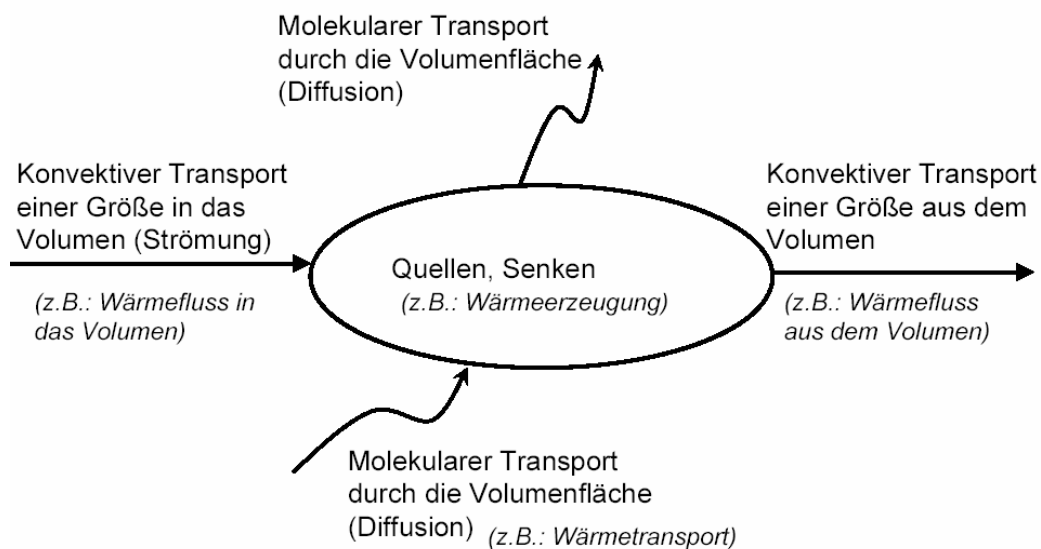 Molekularer Transport
durch die Volumenfläche
(Diffusion)
Konvektiver Transport
einer Größe in das
Volumen (Strömung)
(z.B.: Wärmefluss in
das Volumen)
Quellen, Senken
(z.B.: Wärmeerzeugung)
Konvektiver Transport
einer Größe aus dem
Volumen
(z.B.: Wärmefluss
aus dem Volumen)
Molekularer Transport
durch die Volumenfläche
(Diffusion) (z.B.: Wärmetransport)